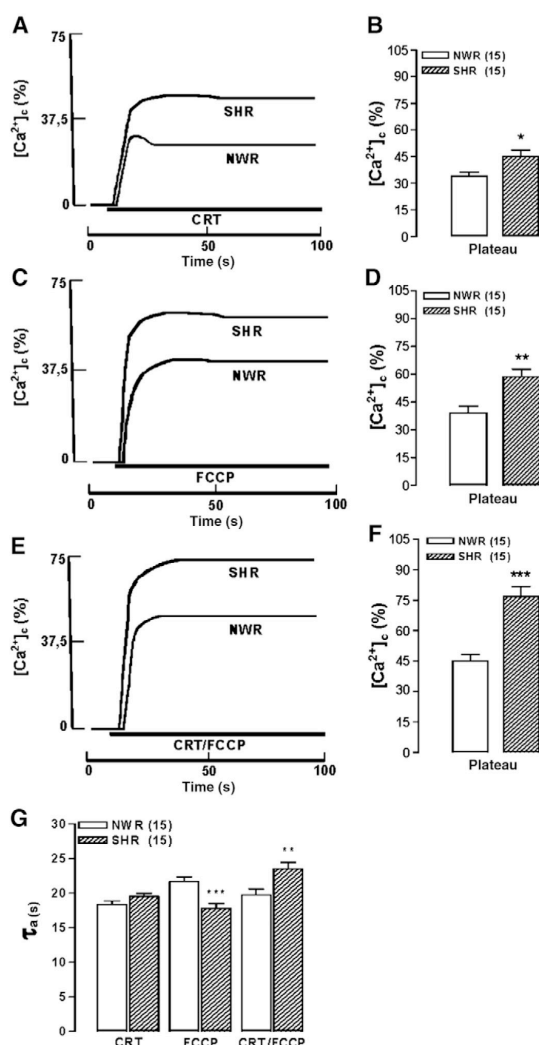 A
75
37,5
0
[Ca²⁺]c (%)
SHR
NWR
CRT
0 50 100
Time (s)
B
NWR (15)
SHR (15)
105
90
75
60
45
30
15
0
[Ca²⁺]c (%)
*
Plateau
C
75
37,5
0
[Ca²⁺]c (%)
SHR
NWR
FCCP
0 50 100
Time (s)
D
NWR (15)
SHR (15)
105
90
75
60
45
30
15
0
[Ca²⁺]c (%)
**
Plateau
E
75
37,5
0
[Ca²⁺]c (%)
SHR
NWR
CRT/FCCP
0 50 100
Time (s)
F
NWR (15)
SHR (15)
105
90
75
60
45
30
15
0
[Ca²⁺]c (%)
***
Plateau
G
NWR (15)
SHR (15)
30
25
20
15
10
5
0
τa (s)
***
**
CRT FCCP CRT/FCCP